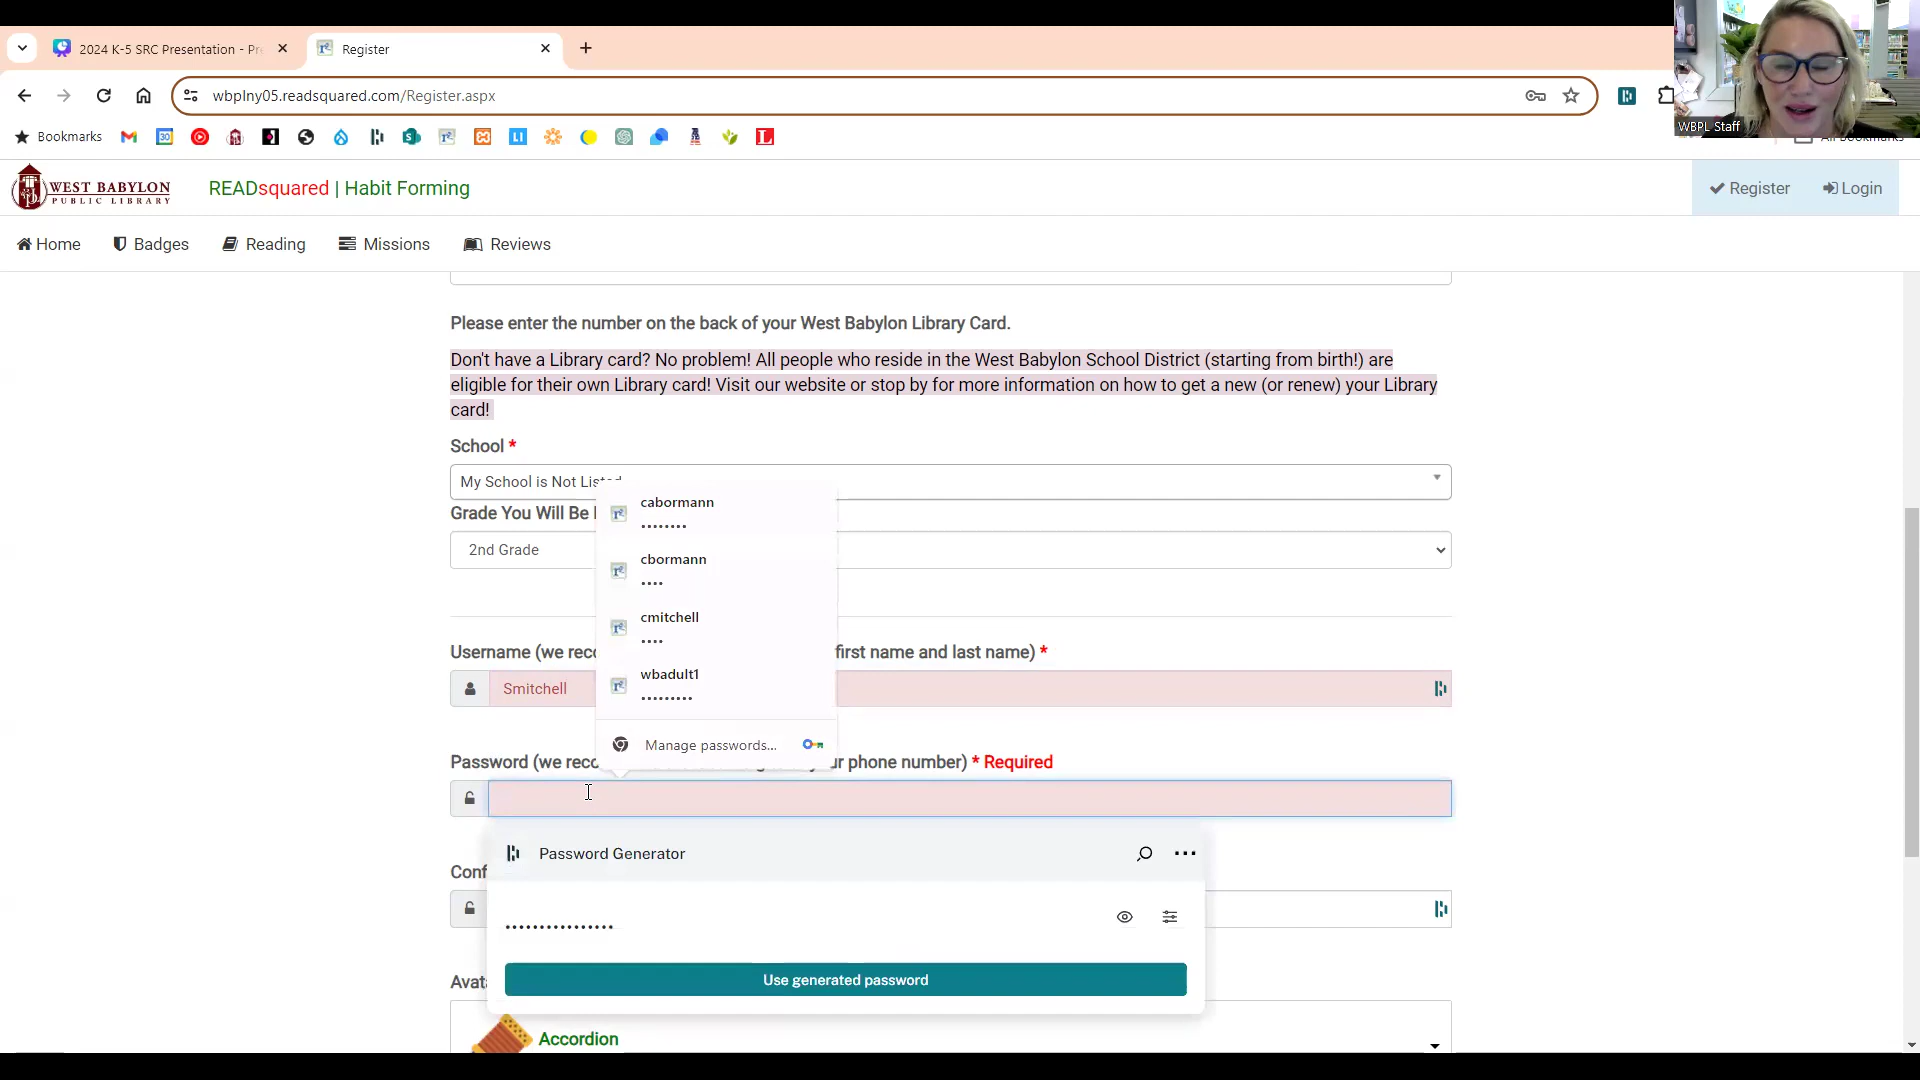 2024 K-5 SRC Presentation - Pr
Register
wbplny05.readsquared.com/Register.aspx
WBPL Staff
Bookmarks
All Bookmarks
WEST BABYLON
PUBLIC LIBRARY
READsquared | Habit Forming
Register
Login
Home
Badges
Reading
Missions
Reviews
Please enter the number on the back of your West Babylon Library Card.
Don't have a Library card? No problem! All people who reside in the West Babylon School District (starting from birth!) are
eligible for their own Library card! Visit our website or stop by for more information on how to get a new (or renew) your Library
card!
School *
My School is Not Listed
Grade You Will Be
2nd Grade
cabormann
••••••••
cbormann
••••
cmitchell
••••
wbadult1
•••••••••
Manage passwords...
Username (we reco first name and last name) *
Smitchell
Password (we reco r phone number) * Required
Password Generator
••••••••••••••••
Use generated password
Conf
Avata
Accordion